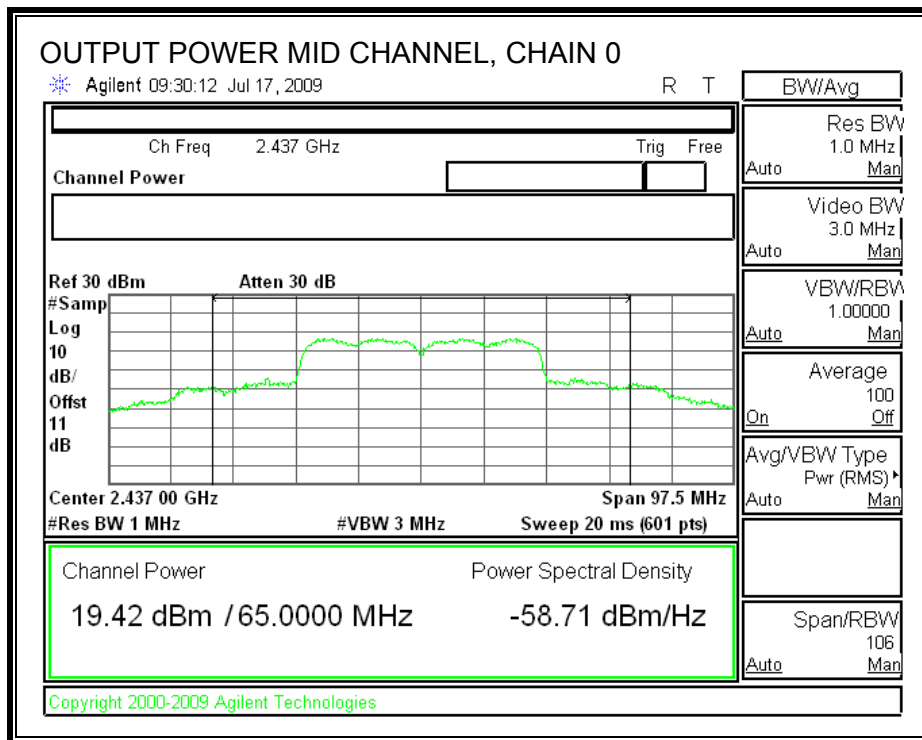 OUTPUT POWER MID CHANNEL, CHAIN 0
Agilent 09:30:12 Jul 17, 2009 R T
Ch Freq 2.437 GHz Trig Free
Channel Power
Ref 30 dBm Atten 30 dB
#Samp
Log
10
dB/
Offst
11
dB
Center 2.437 00 GHz Span 97.5 MHz
#Res BW 1 MHz #VBW 3 MHz Sweep 20 ms (601 pts)
Channel Power Power Spectral Density
19.42 dBm / 65.0000 MHz -58.71 dBm/Hz
Copyright 2000-2009 Agilent Technologies
BW/Avg
Res BW
1.0 MHz
Auto Man
Video BW
3.0 MHz
Auto Man
VBW/RBW
1.00000
Auto Man
Average
100
On Off
Avg/VBW Type
Pwr (RMS)
Auto Man
Span/RBW
106
Auto Man